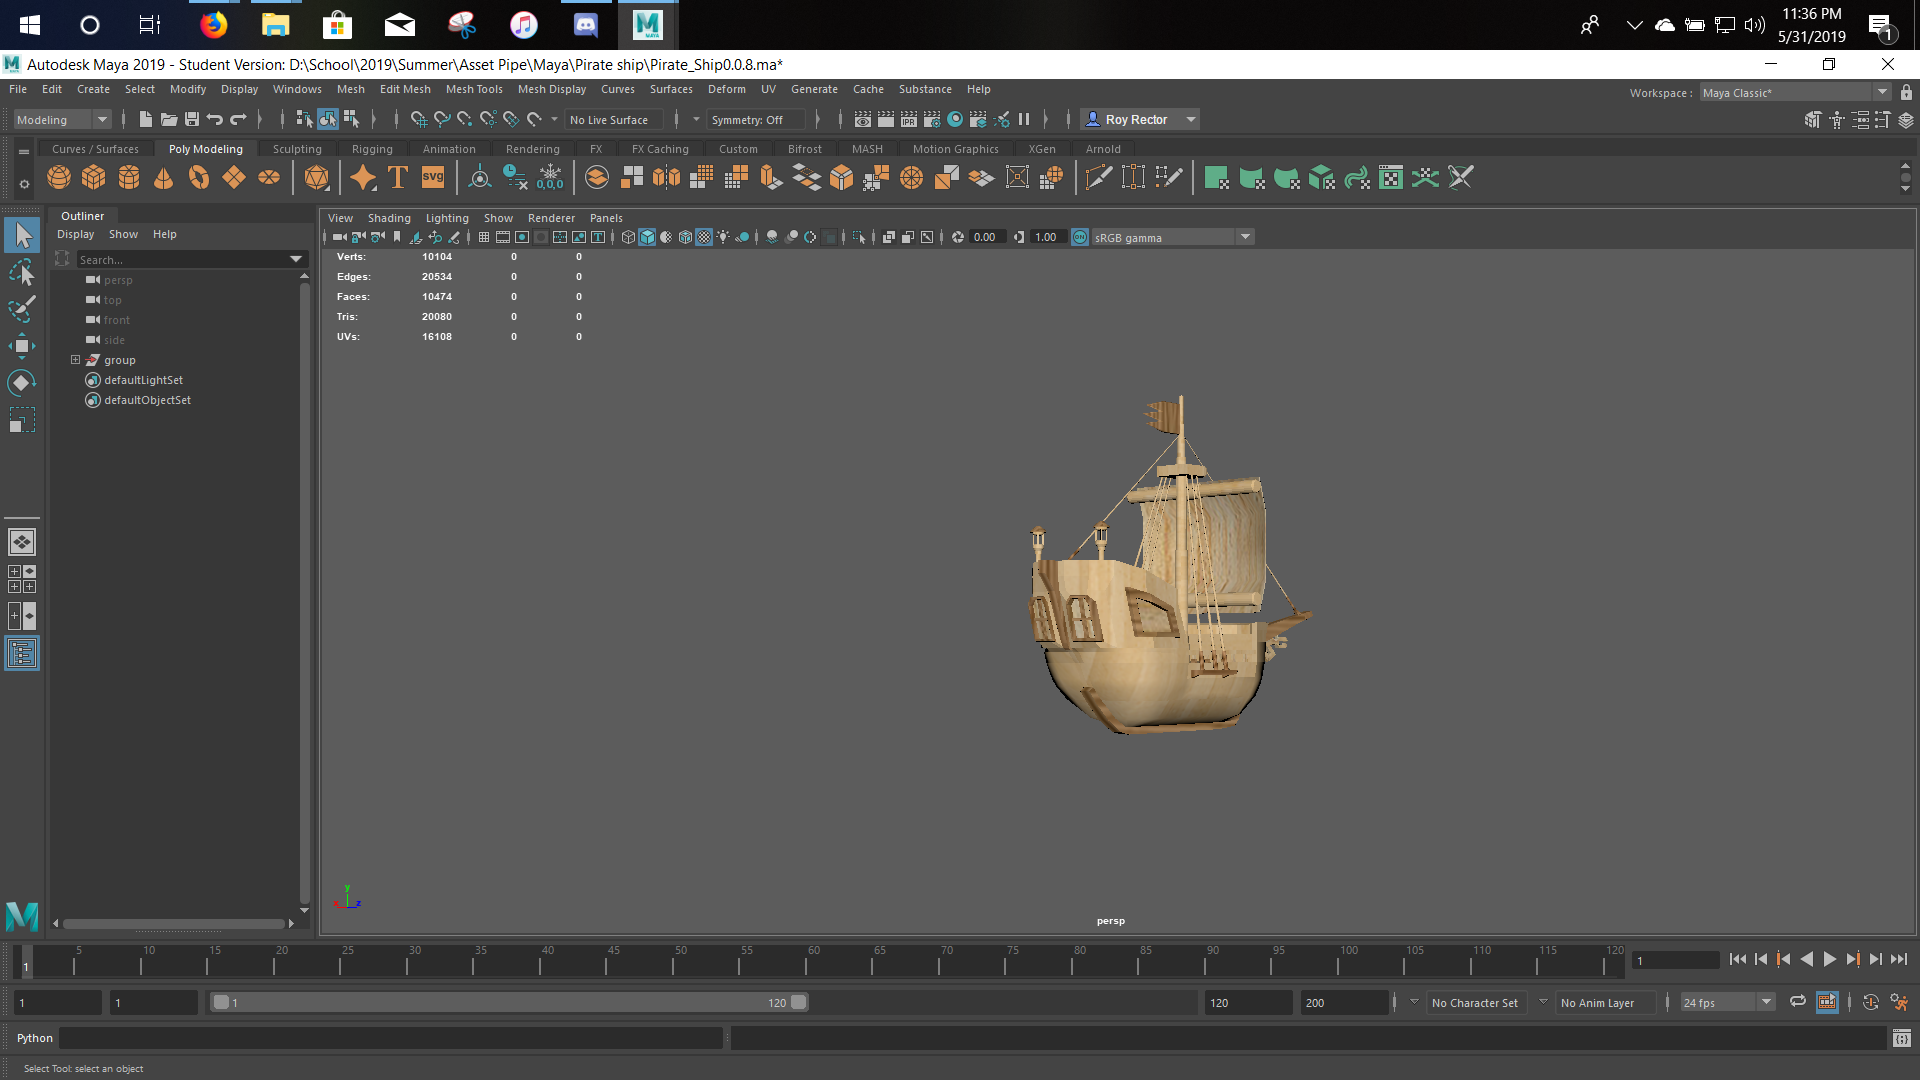 11:36 PM
5/31/2019
1
Autodesk Maya 2019 - Student Version: D:\School\2019\Summer\Asset Pipe\Maya\Pirate ship\Pirate_Ship0.0.8.ma*
File Edit Create Select Modify Display Windows Mesh Edit Mesh Mesh Tools Mesh Display Curves Surfaces Deform UV Generate Cache Substance Help
Workspace : Maya Classic*
Modeling No Live Surface Symmetry: Off Roy Rector
Curves / Surfaces Poly Modeling Sculpting Rigging Animation Rendering FX FX Caching Custom Bifrost MASH Motion Graphics XGen Arnold
T svg 0,0,0
Outliner
Display Show Help
Search...
persp
top
front
side
group
defaultLightSet
defaultObjectSet
View Shading Lighting Show Renderer Panels
0.00 1.00 ON sRGB gamma
Verts: 10104 0 0
Edges: 20534 0 0
Faces: 10474 0 0
Tris: 20080 0 0
UVs: 16108 0 0
y
x z
persp
5 10 15 20 25 30 35 40 45 50 55 60 65 70 75 80 85 90 95 100 105 110 115 120
1 1
1 1 1 120 120 200 No Character Set No Anim Layer 24 fps
Python
Select Tool: select an object